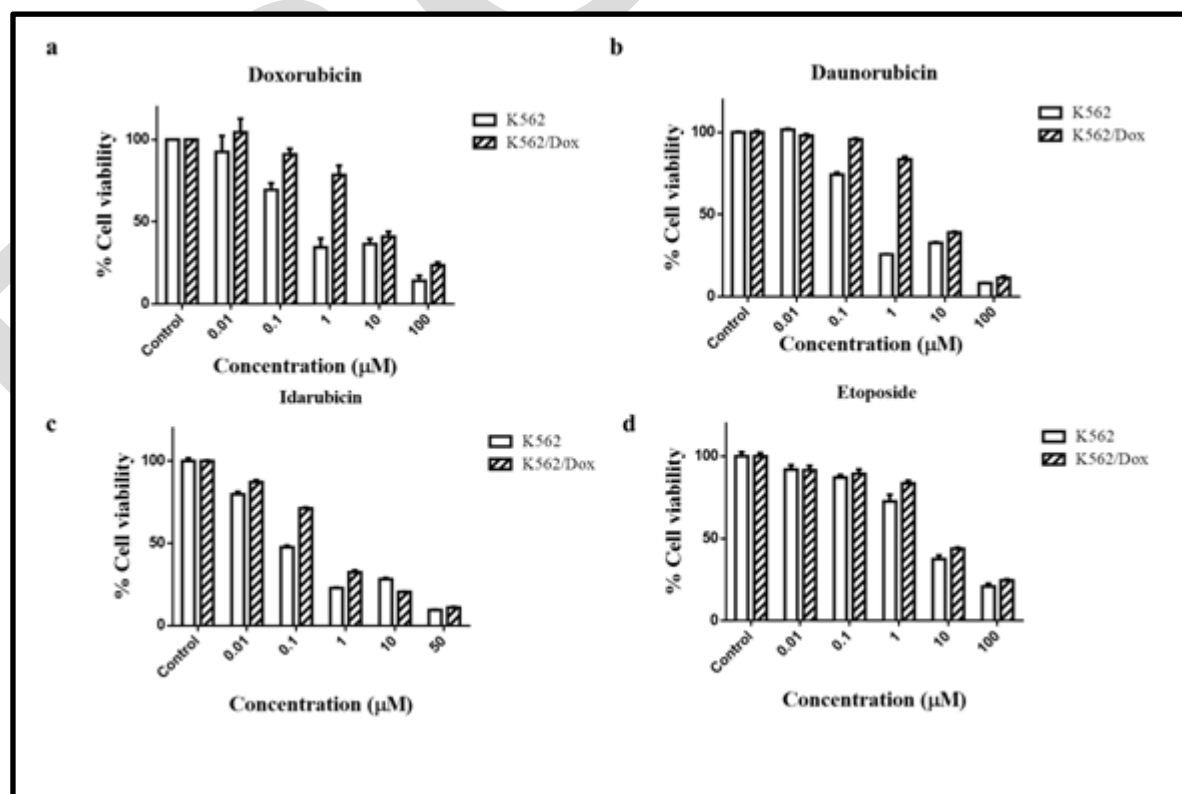 a
Doxorubicin
% Cell viability
100
50
0
Control
0.01
0.1
1
10
100
Concentration (µM)
K562
K562/Dox
b
Daunorubicin
% Cell viability
100
50
0
Control
0.01
0.1
1
10
100
Concentration (µM)
K562
K562/Dox
c
Idarubicin
% Cell viability
100
50
0
Control
0.01
0.1
1
10
50
Concentration (µM)
K562
K562/Dox
d
Etoposide
% Cell viability
100
50
0
Control
0.01
0.1
1
10
100
Concentration (µM)
K562
K562/Dox